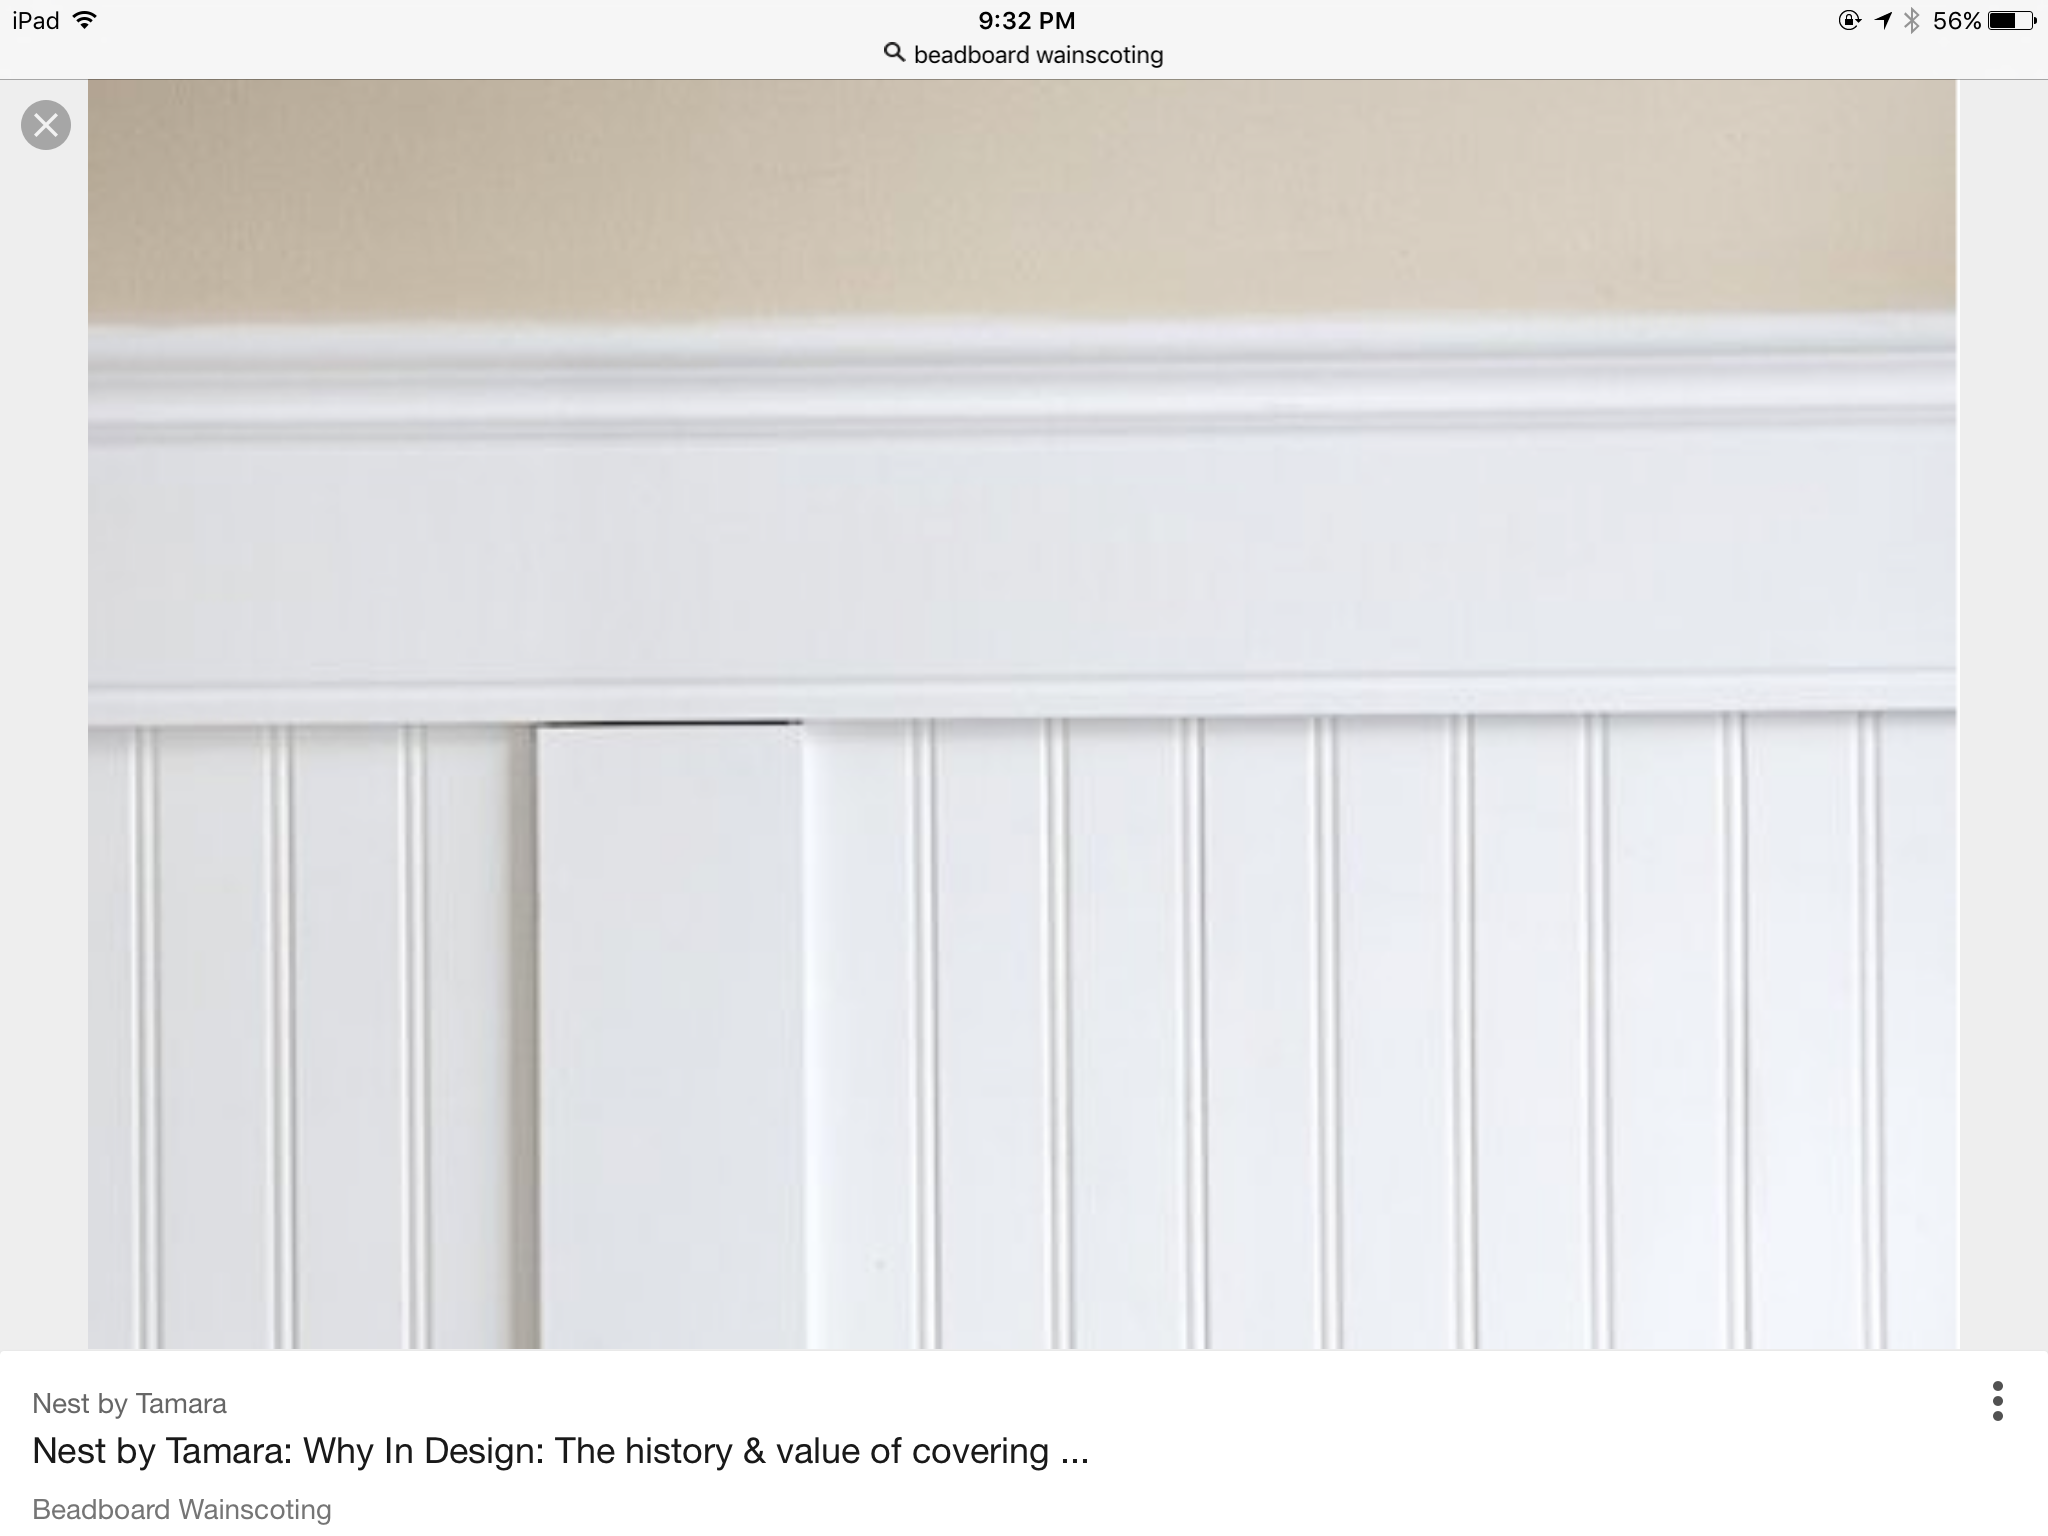 iPad 9:32 PM 56%
beadboard wainscoting
Nest by Tamara
Nest by Tamara: Why In Design: The history & value of covering ...
Beadboard Wainscoting